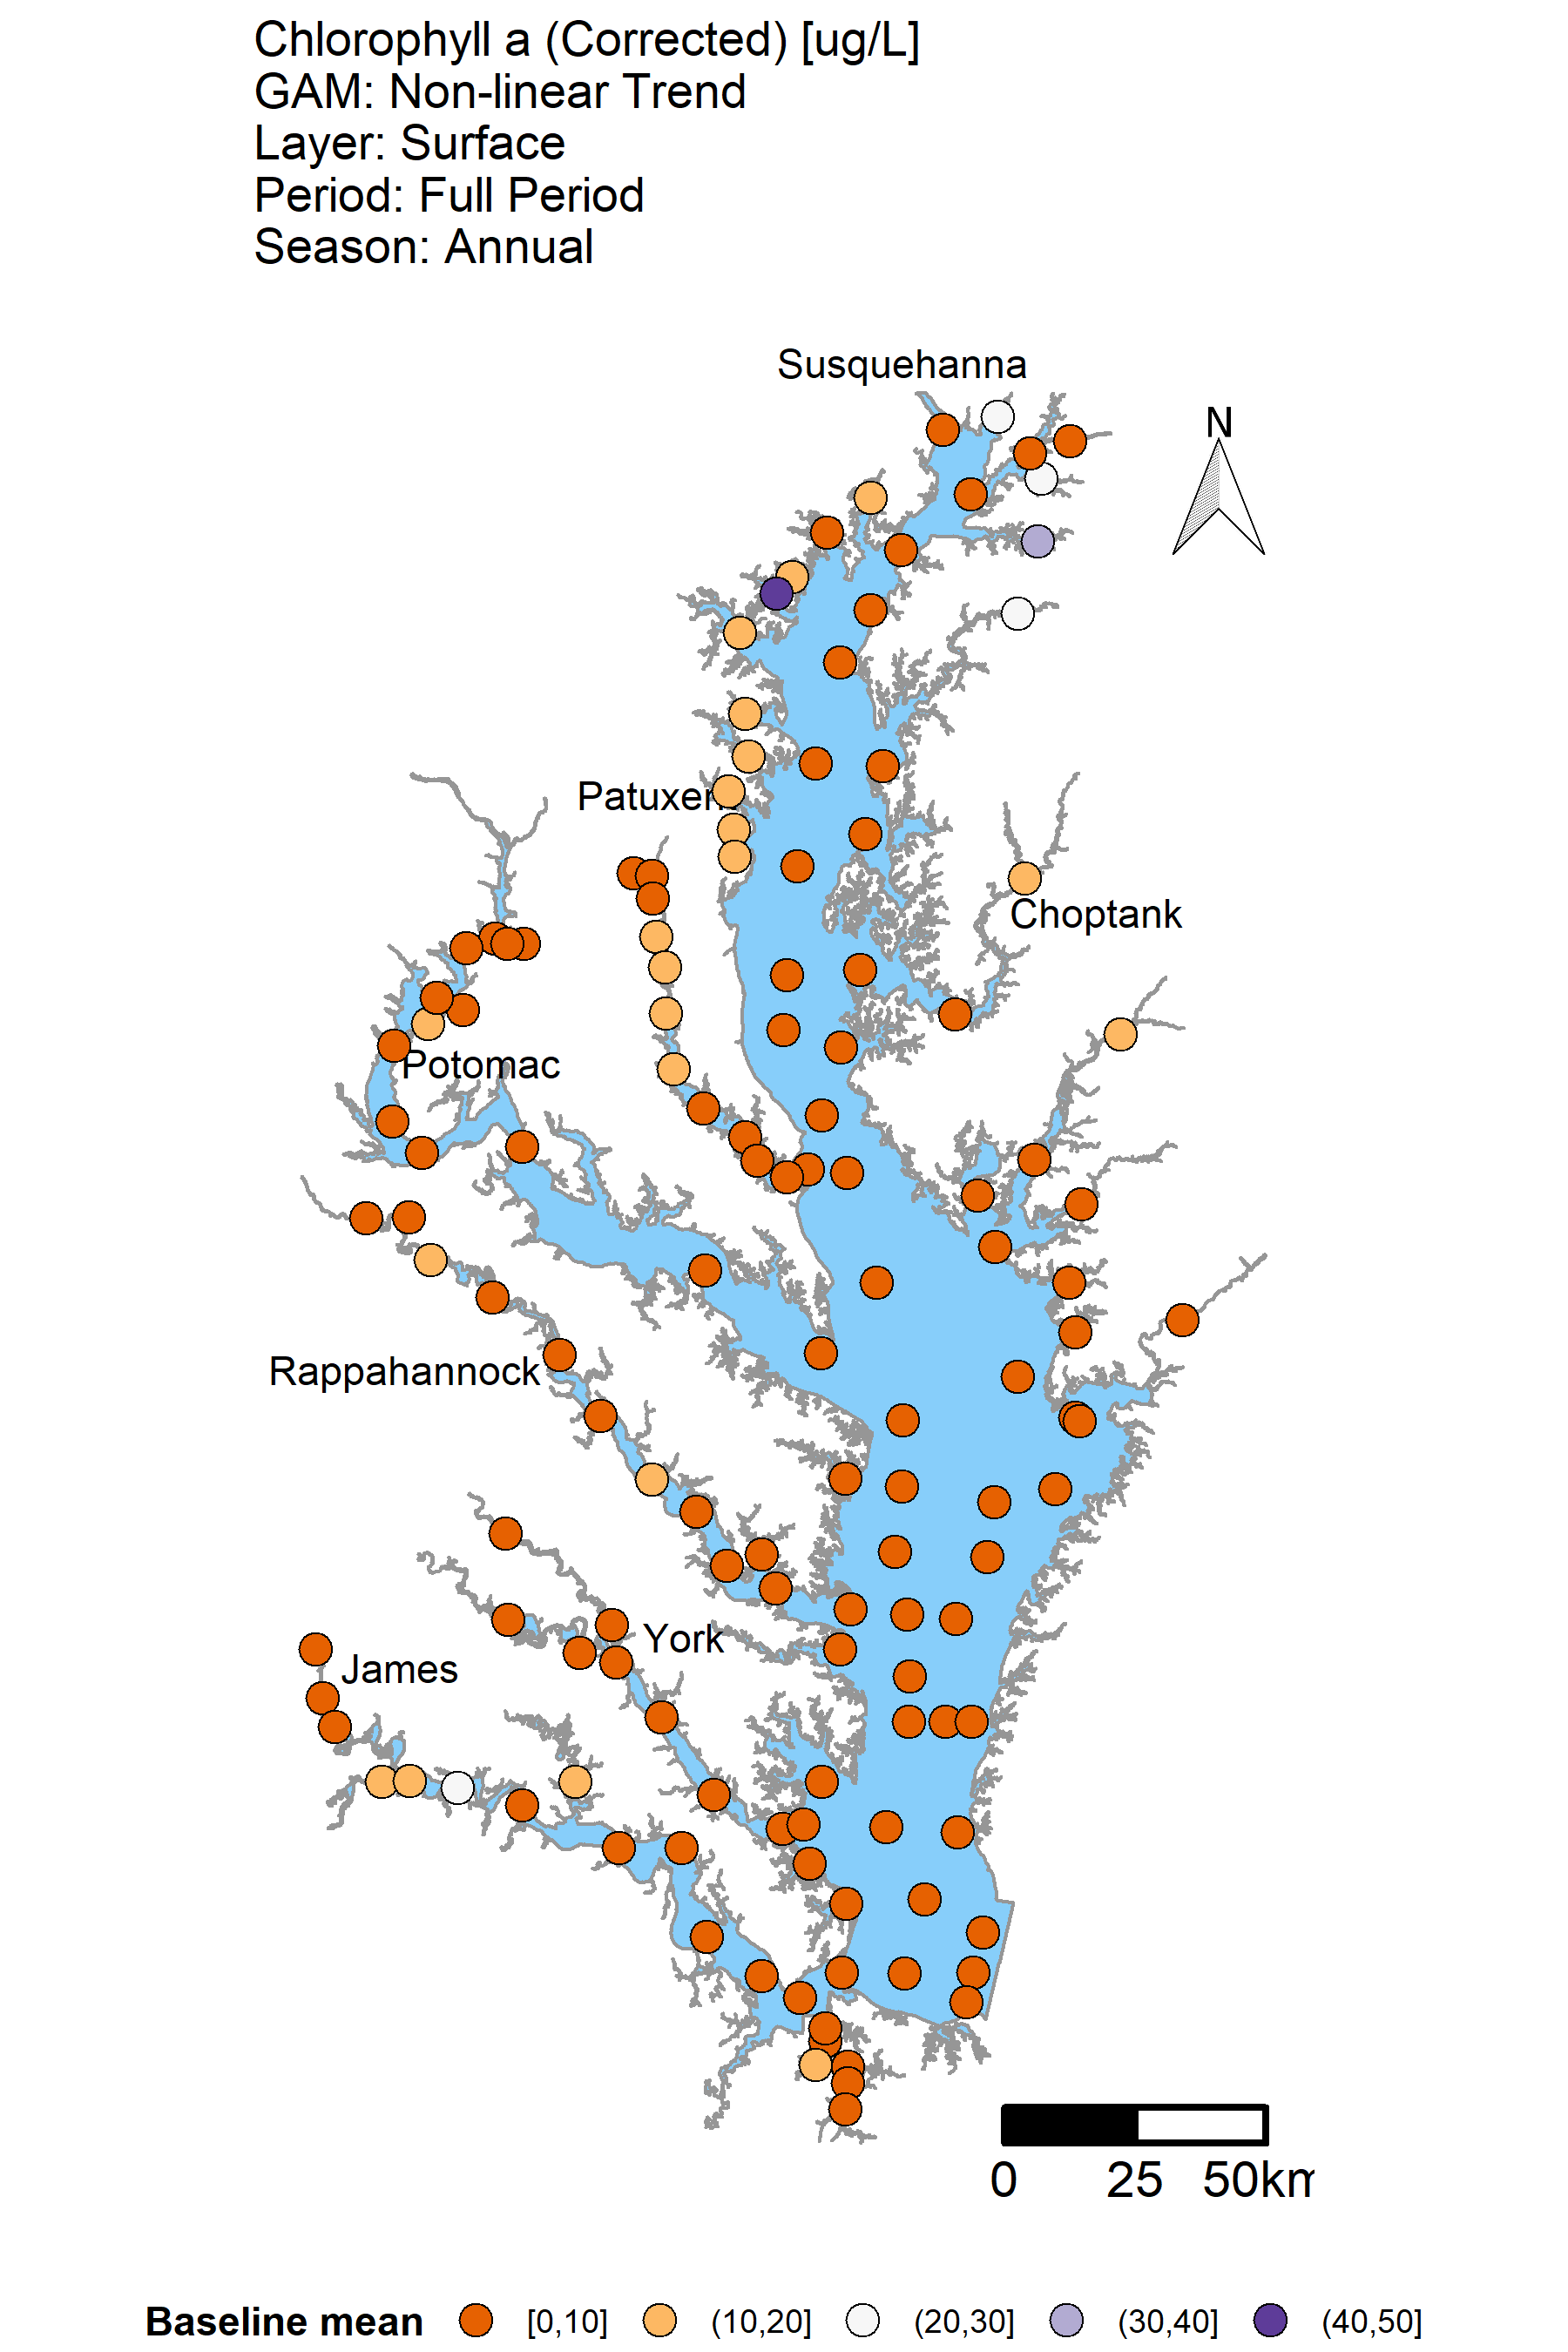 Chlorophyll a (Corrected) [ug/L]
GAM: Non-linear Trend
Layer: Surface
Period: Full Period
Season: Annual
Susquehanna
N
Patuxen
Choptank
Potomac
Rappahannock
York
James
0 25 50km
Baseline mean [0,10] (10,20] (20,30] (30,40] (40,50]